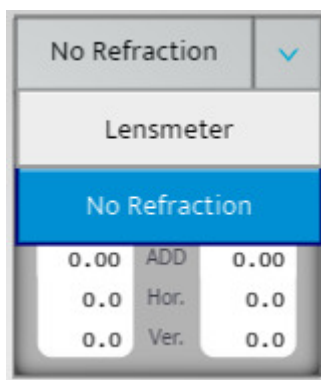 No Refraction
Lensmeter
No Refraction
0.00 ADD 0.00
0.0 Hor. 0.0
0.0 Ver. 0.0